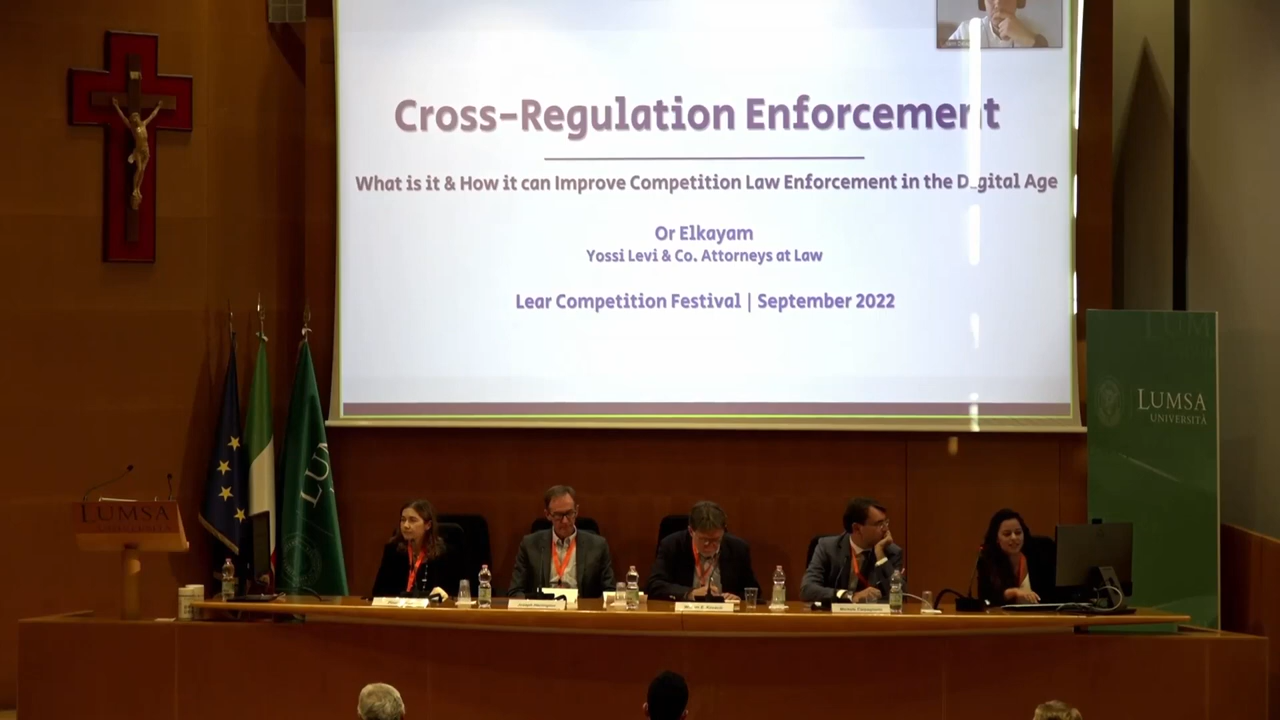 Cross-Regulation Enforcement
What is it & How it can Improve Competition Law Enforcement in the Digital Age
Or Elkayam
Yossi Levi & Co. Attorneys at Law
Lear Competition Festival | September 2022
LUMSA
UNIVERSITÀ
LUMSA
LUM